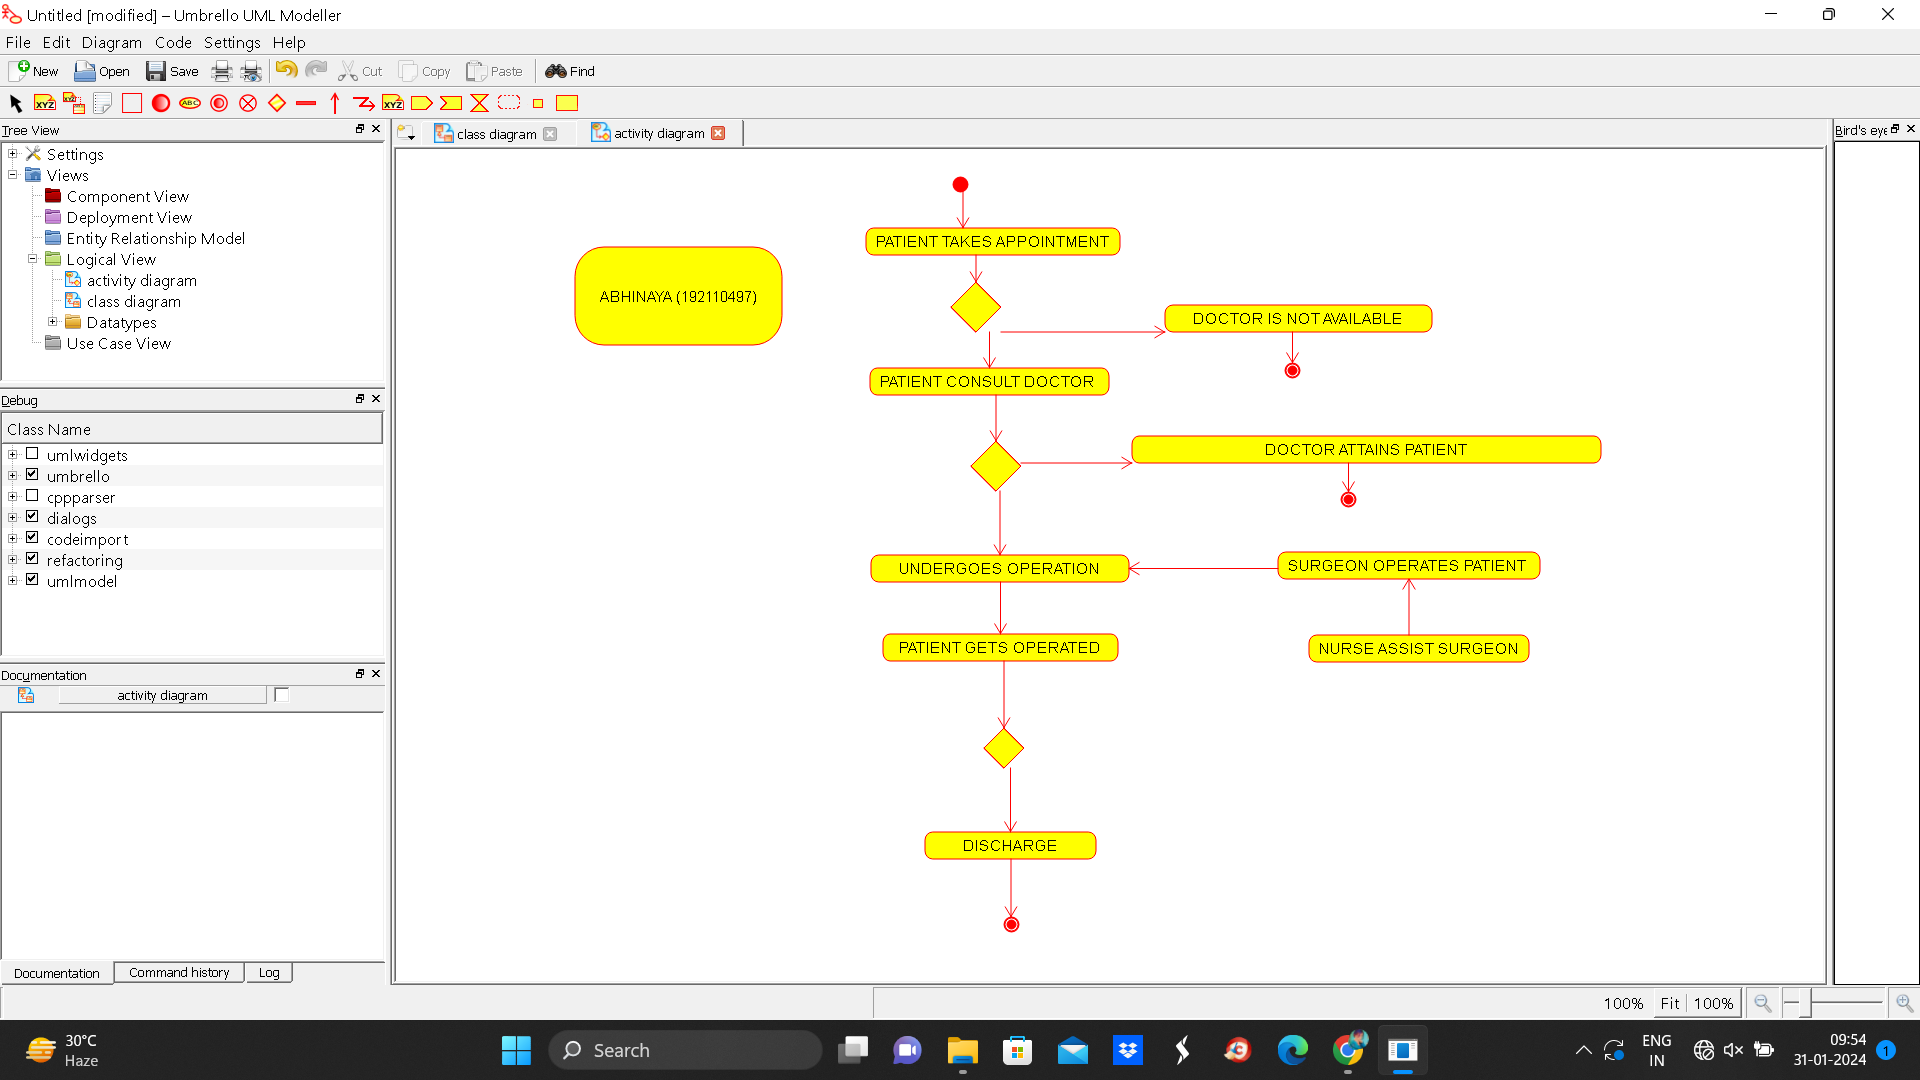 Untitled [modified] – Umbrello UML Modeller
File Edit Diagram Code Settings Help
New Open Save Cut Copy Paste Find
XYZ XYZ ABC XYZ
Tree View
class diagram
activity diagram
Bird's eye
Settings
Views
Component View
Deployment View
Entity Relationship Model
Logical View
activity diagram
class diagram
Datatypes
Use Case View
Debug
Class Name
umlwidgets
umbrello
cppparser
dialogs
codeimport
refactoring
umlmodel
Documentation
activity diagram
Documentation Command history Log
ABHINAYA (192110497)
PATIENT TAKES APPOINTMENT
DOCTOR IS NOT AVAILABLE
PATIENT CONSULT DOCTOR
DOCTOR ATTAINS PATIENT
UNDERGOES OPERATION
SURGEON OPERATES PATIENT
PATIENT GETS OPERATED
NURSE ASSIST SURGEON
DISCHARGE
100% Fit 100%
30°C
Haze
Search
ENG
IN
09:54
31-01-2024
1